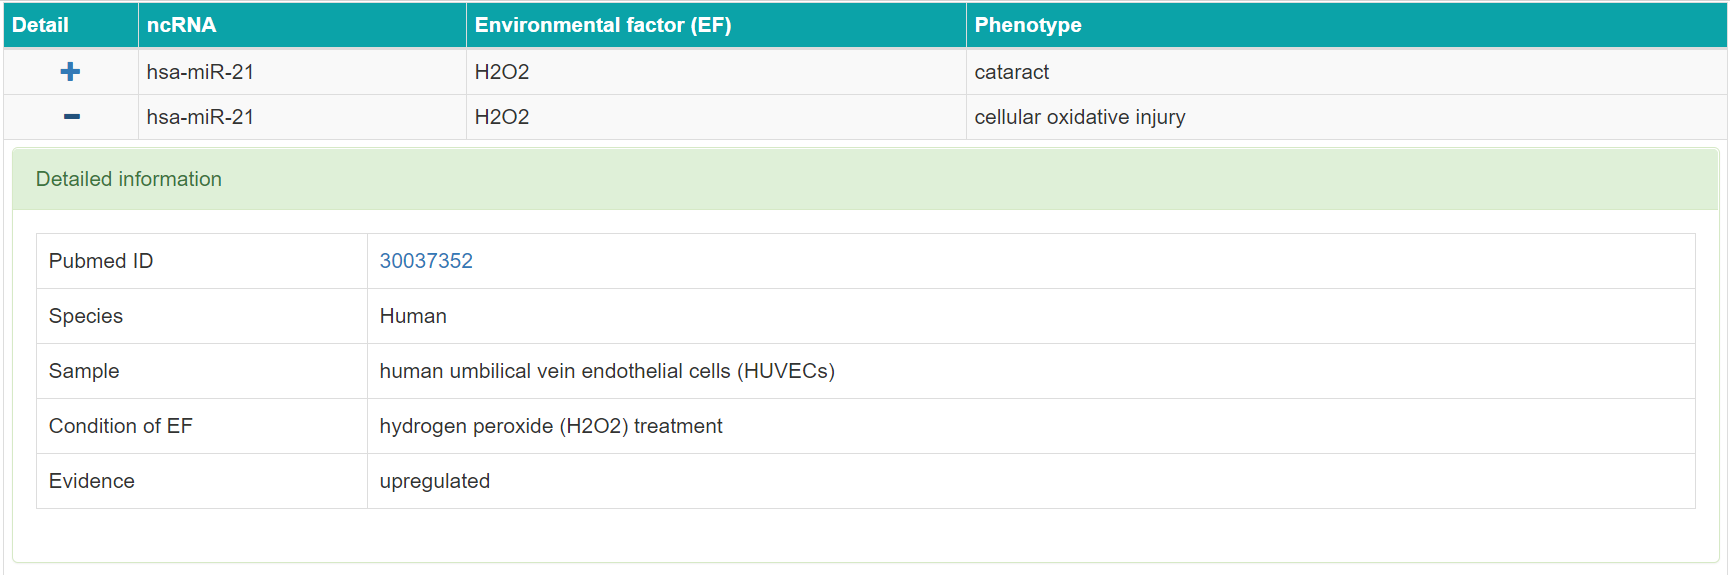 Detail ncRNA Environmental factor (EF) Phenotype
hsa-miR-21 H2O2 cataract
hsa-miR-21 H2O2 cellular oxidative injury
Detailed information
Pubmed ID 30037352
Species Human
Sample human umbilical vein endothelial cells (HUVECs)
Condition of EF hydrogen peroxide (H2O2) treatment
Evidence upregulated